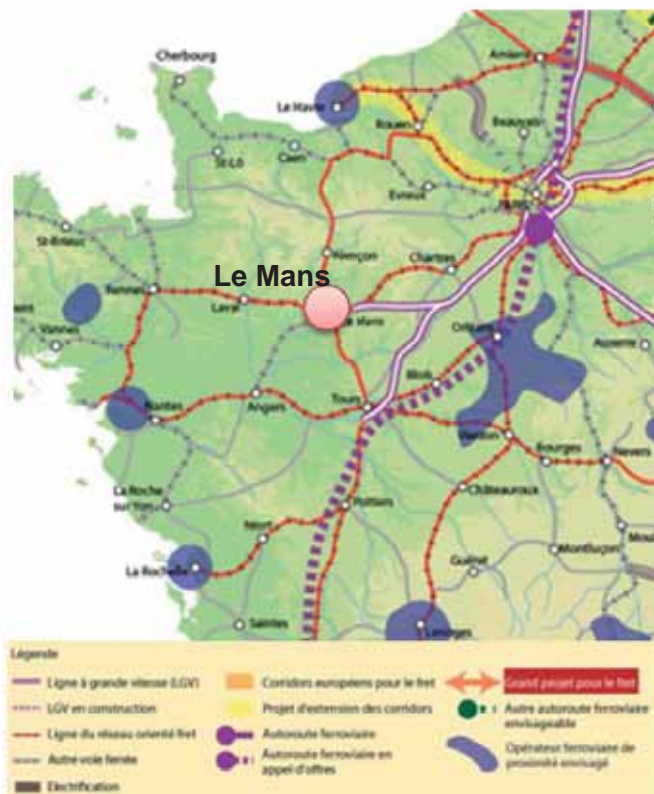 Cherbourg
Amiens
Le Havre
Rouen
Beauvais
St-Lô
Caen
Evreux
PARIS
St-Brieuc
Alençon
Chartres
Le Mans
Rennes
Laval
Le Mans
Orléans
Vannes
Auxerre
Blois
Nantes
Angers
Tours
Vierzon
Bourges
Nevers
La Roche
sur Yon
Poitiers
Châteauroux
Niort
Montluçon
La Rochelle
Guéret
Saintes
Limoges
Légende
Ligne à grande vitesse (LGV)
LGV en construction
Ligne du réseau orienté fret
Autre voie ferrée
Electrification
Corridors européens pour le fret
Projet d'extension des corridors
Autoroute ferroviaire
Autoroute ferroviaire en
appel d'offres
Grand projet pour le fret
Autre autoroute ferroviaire
envisageable
Opérateur ferroviaire de
proximité envisagé